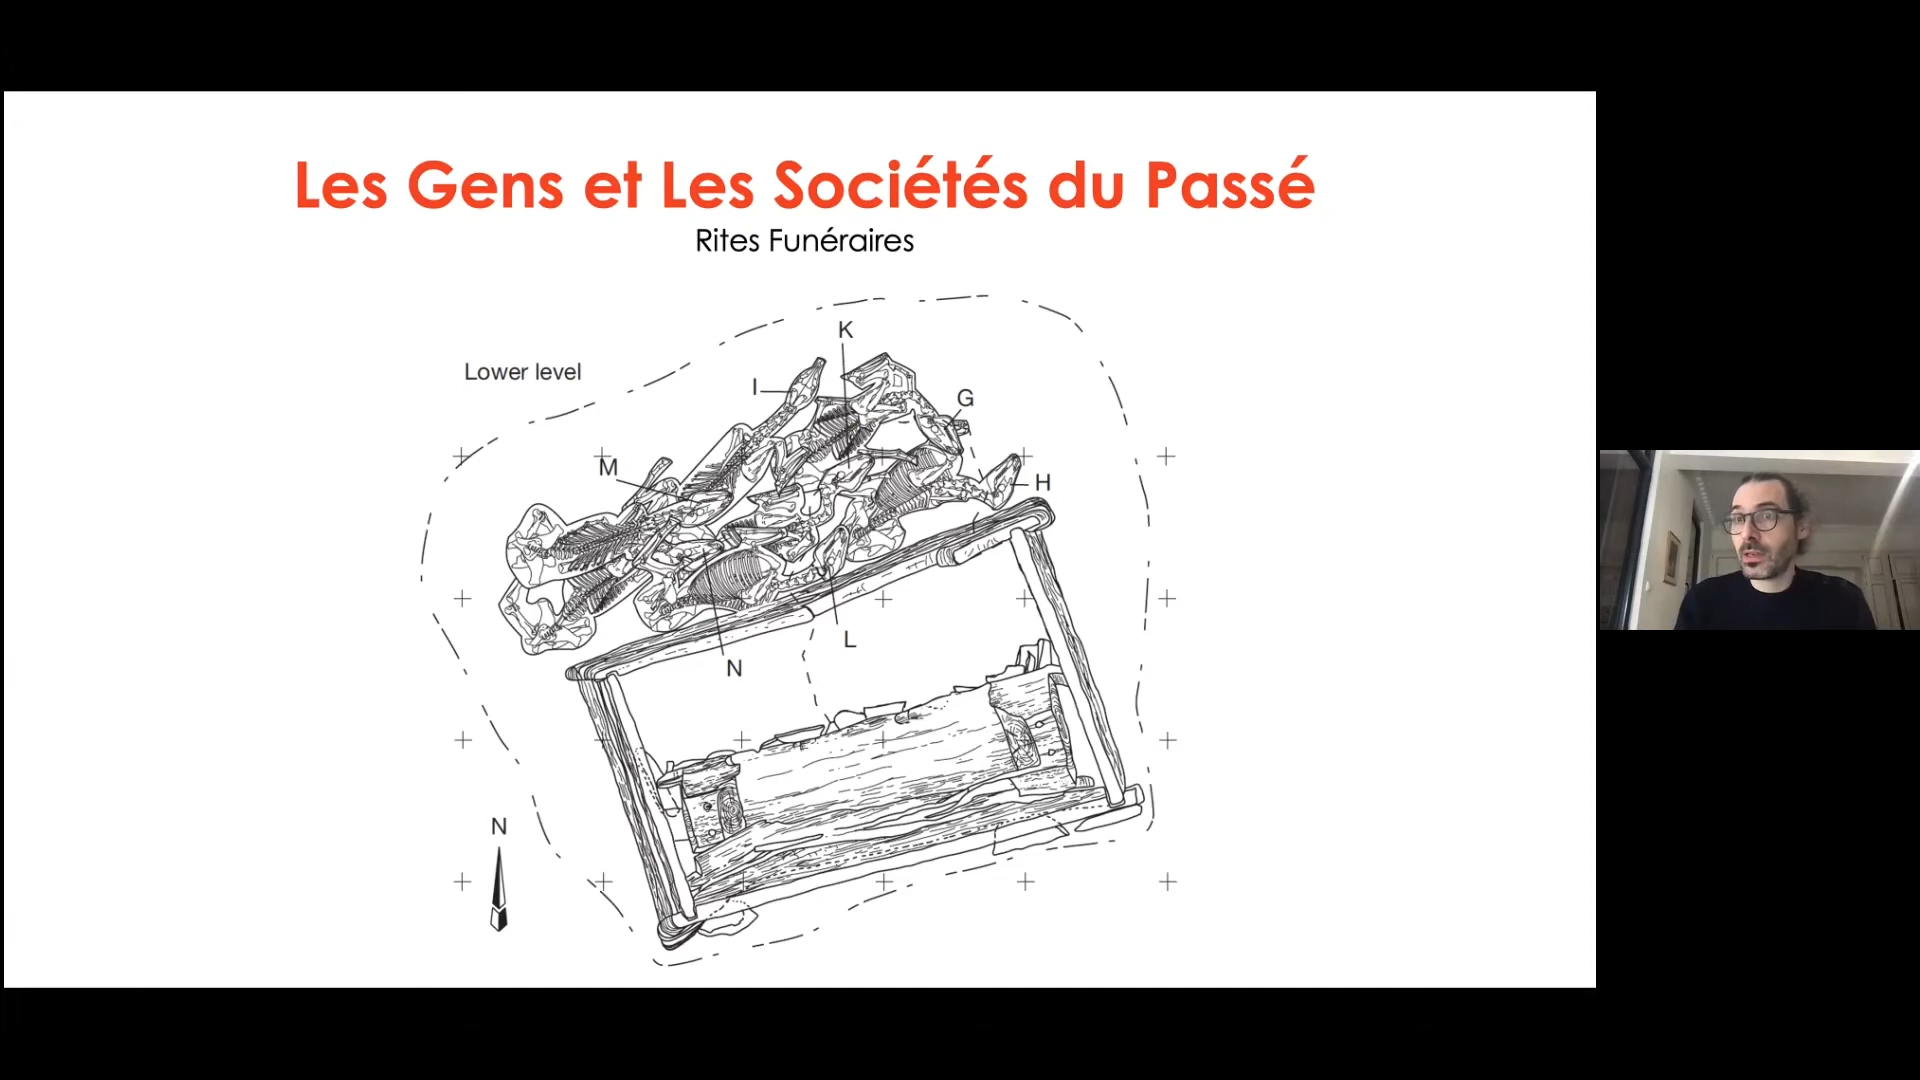 Les Gens et Les Sociétés du Passé
Rites Funéraires
Lower level
K
I
G
M
H
L
N
N